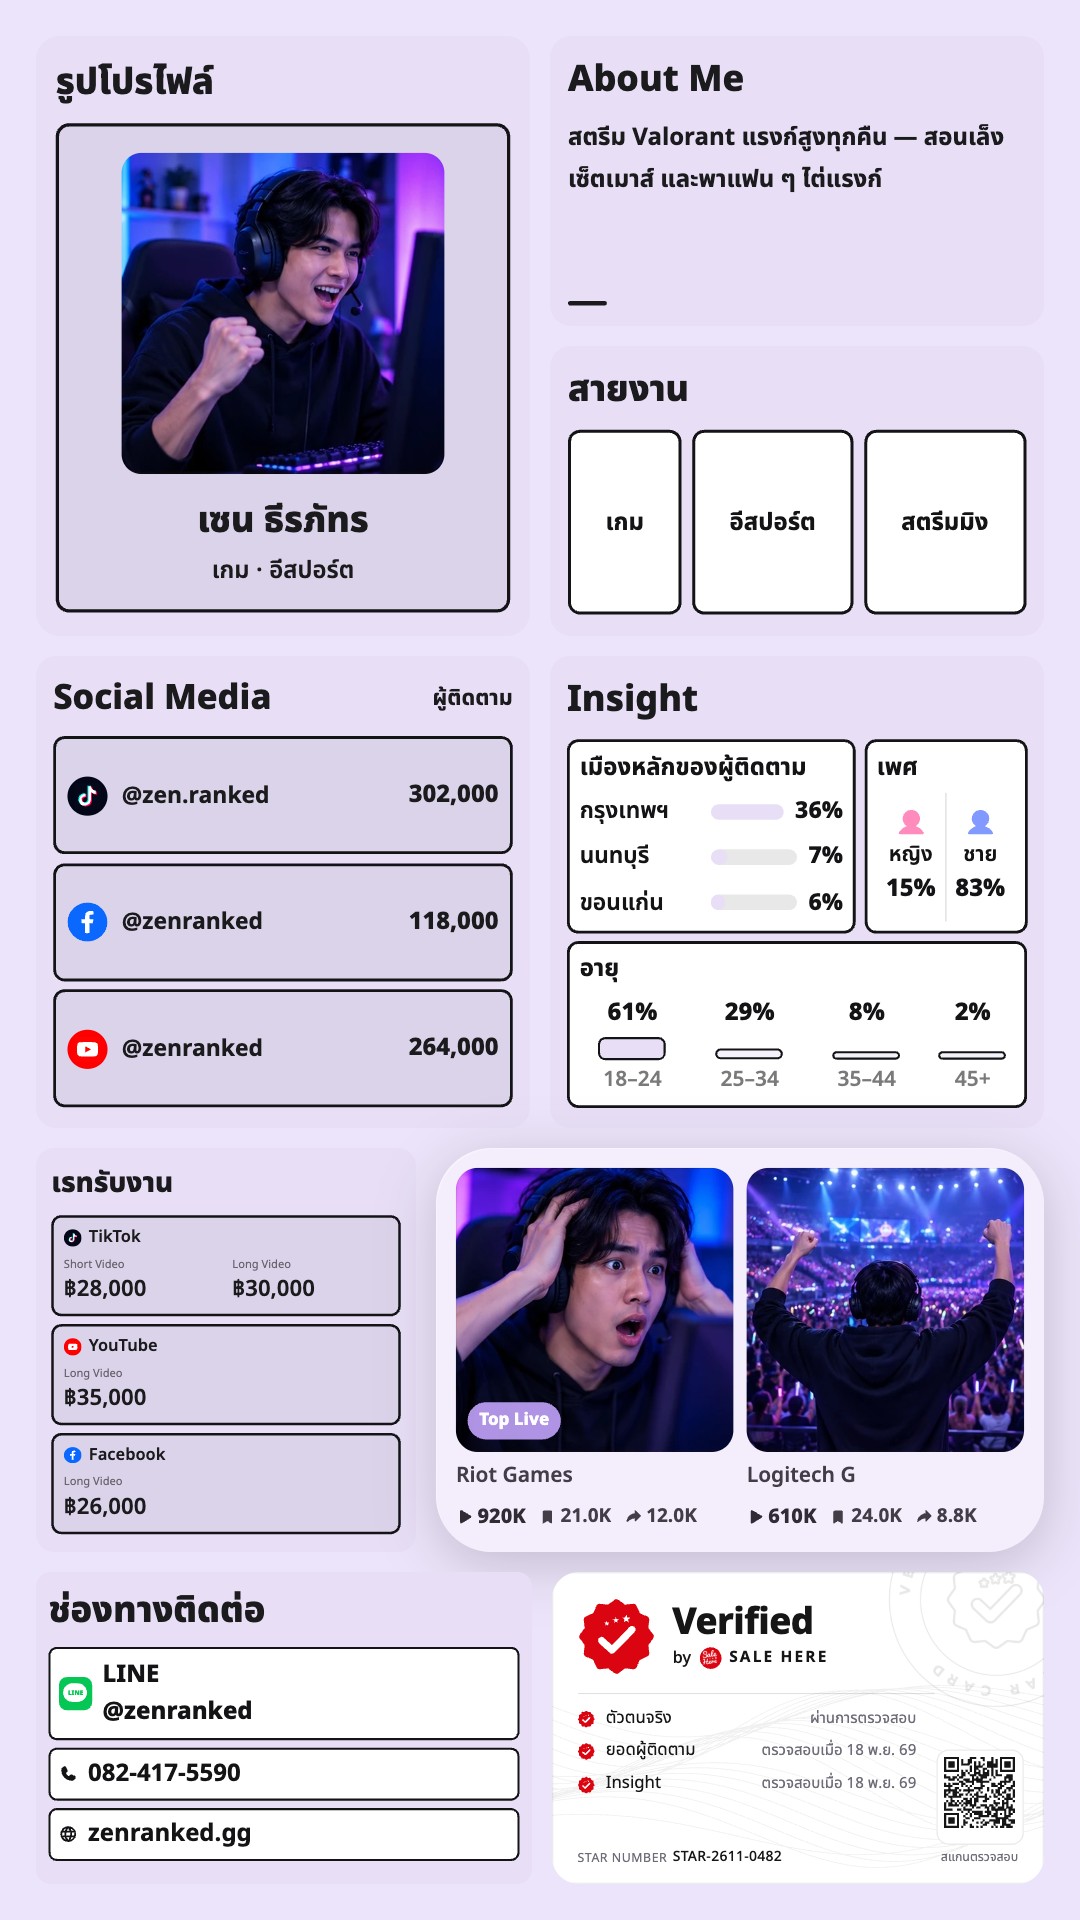 รูปโปรไฟล์
เซน ธีรภัทร
เกม · อีสปอร์ต
About Me
สตรีม Valorant แรงก์สูงทุกคืน — สอนเล็ง
เซ็ตเมาส์ และพาแฟน ๆ ไต่แรงก์
สายงาน
เกม
อีสปอร์ต
สตรีมมิง
Social Media
ผู้ติดตาม
@zen.ranked
302,000
@zenranked
118,000
@zenranked
264,000
Insight
เมืองหลักของผู้ติดตาม
กรุงเทพฯ
36%
นนทบุรี
7%
ขอนแก่น
6%
เพศ
หญิง
ชาย
15%
83%
อายุ
61%
29%
8%
2%
18–24
25–34
35–44
45+
เรทรับงาน
TikTok
Short Video
Long Video
฿28,000
฿30,000
YouTube
Long Video
฿35,000
Facebook
Long Video
฿26,000
Top Live
Riot Games
920K
21.0K
12.0K
Logitech G
610K
24.0K
8.8K
ช่องทางติดต่อ
LINE
LINE
@zenranked
082-417-5590
zenranked.gg
Verified
by Sale Here SALE HERE
ตัวตนจริง
ผ่านการตรวจสอบ
ยอดผู้ติดตาม
ตรวจสอบเมื่อ 18 พ.ย. 69
Insight
ตรวจสอบเมื่อ 18 พ.ย. 69
STAR NUMBER STAR-2611-0482
สแกนตรวจสอบ